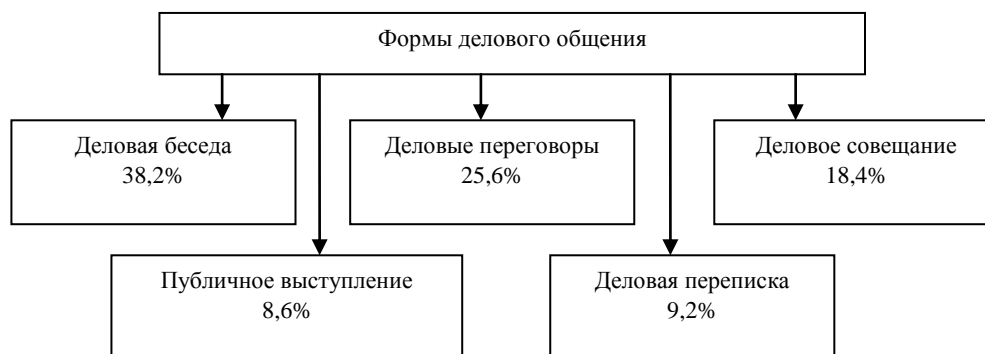 Формы делового общения
Деловая беседа
38,2%
Деловые переговоры
25,6%
Деловое совещание
18,4%
Публичное выступление
8,6%
Деловая переписка
9,2%